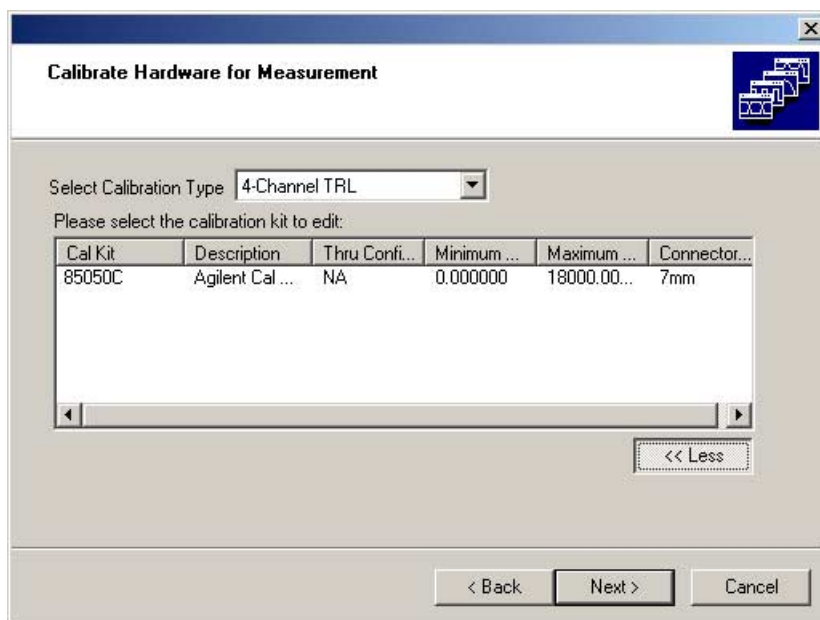 Calibrate Hardware for Measurement
Select Calibration Type 4-Channel TRL
Please select the calibration kit to edit:
Cal Kit Description Thru Confi... Minimum ... Maximum ... Connector...
85050C Agilent Cal ... NA 0.000000 18000.00... 7mm
<< Less
< Back Next > Cancel